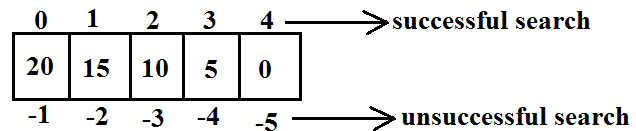 0 1 2 3 4 successful search
20 15 10 5 0
-1 -2 -3 -4 -5 unsuccessful search